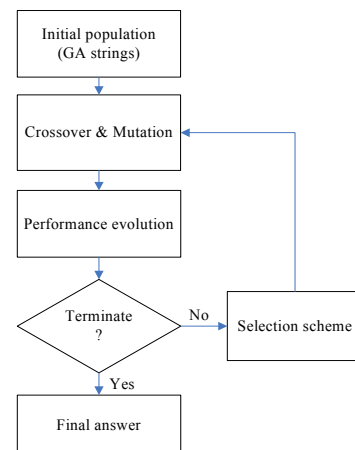 Initial population
(GA strings)
Crossover & Mutation
Performance evolution
Terminate
?
No
Selection scheme
Yes
Final answer